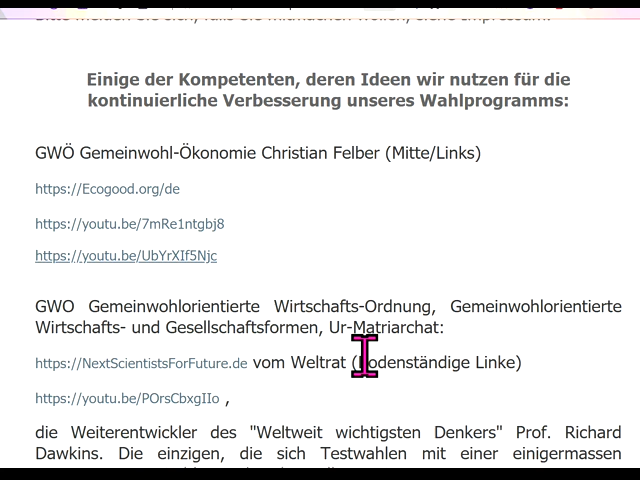 Einige der Kompetenten, deren Ideen wir nutzen für die
kontinuierliche Verbesserung unseres Wahlprogramms:
GWÖ Gemeinwohl-Ökonomie Christian Felber (Mitte/Links)
https://Ecogood.org/de
https://youtu.be/7mRe1ntgbj8
https://youtu.be/UbYrXIf5Njc
GWO Gemeinwohlorientierte Wirtschafts-Ordnung, Gemeinwohlorientierte
Wirtschafts- und Gesellschaftsformen, Ur-Matriarchat:
https://NextScientistsForFuture.de vom Weltrat (Bodenständige Linke)
https://youtu.be/POrsCbxgIIo ,
die Weiterentwickler des "Weltweit wichtigsten Denkers" Prof. Richard
Dawkins. Die einzigen, die sich Testwahlen mit einer einigermassen